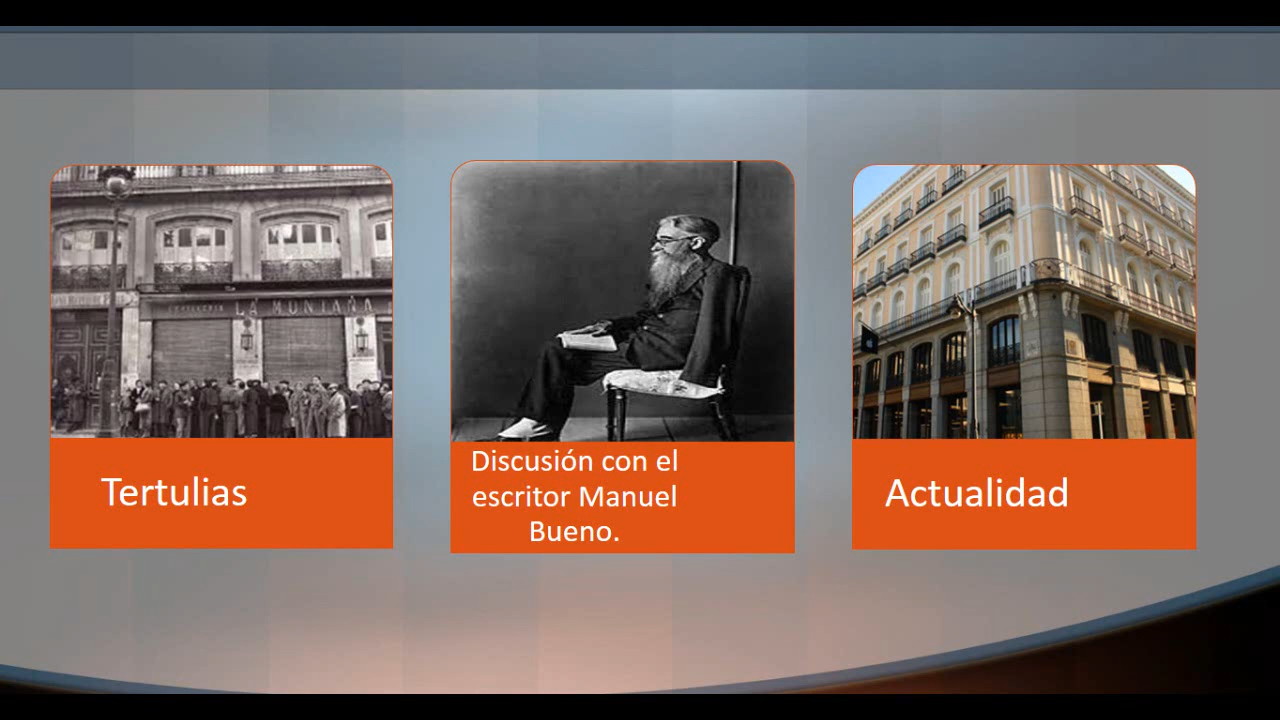 LA MONTAÑA
Tertulias
Discusión con el
escritor Manuel
Bueno.
Actualidad